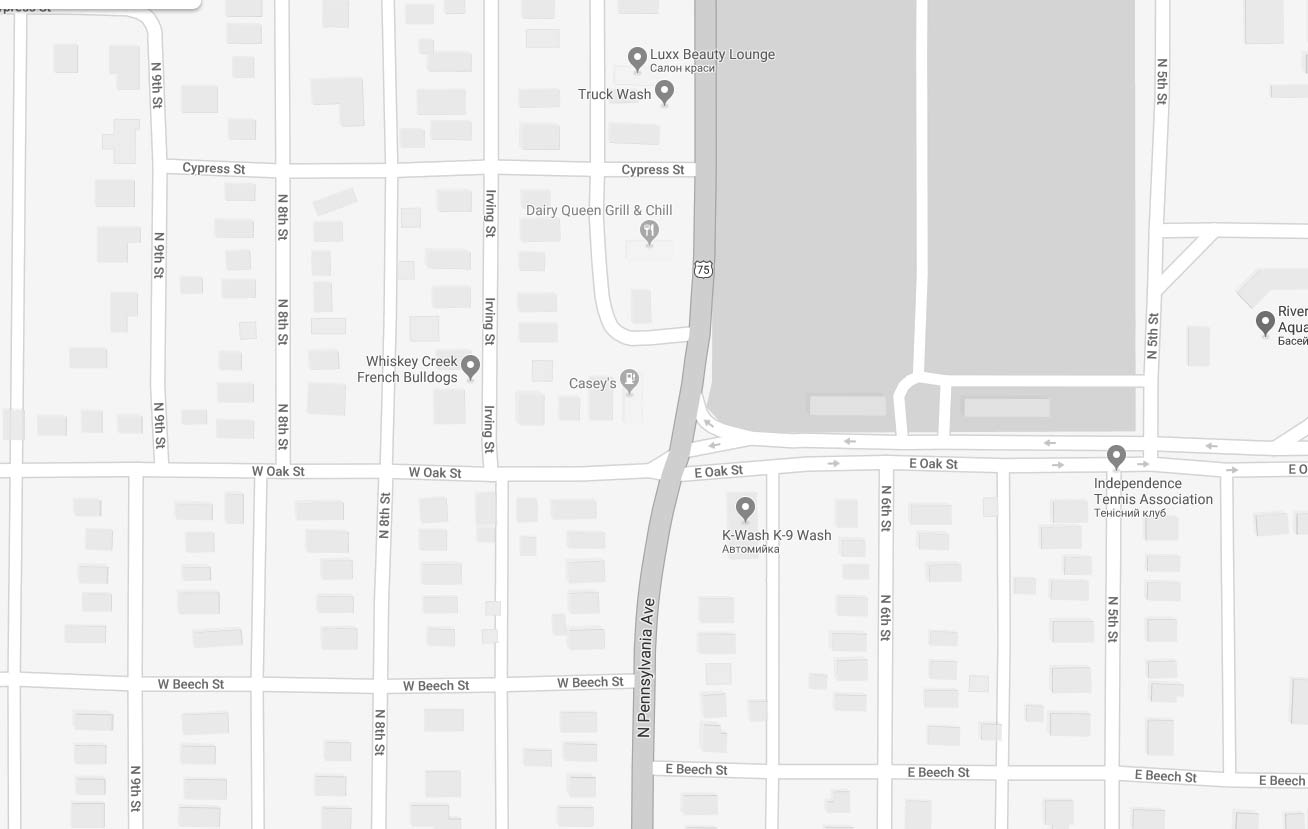 Luxx Beauty Lounge
Салон краси
N 9th St
N 5th St
Truck Wash
Cypress St
Cypress St
N 8th St
Irving St
Dairy Queen Grill & Chill
N 9th St
75
N 8th St
Irving St
N 5th St
River
Aqua
Басей
Whiskey Creek
French Bulldogs
Casey's
N 9th St
N 8th St
Irving St
W Oak St
W Oak St
E Oak St
E Oak St
E O
Independence
Tennis Association
Тенісний клуб
N 8th St
N 6th St
K-Wash K-9 Wash
Автомийка
N 6th St
N 5th St
N Pennsylvania Ave
W Beech St
W Beech St
W Beech St
N 8th St
N 9th St
E Beech St
E Beech St
E Beech St
E Beech